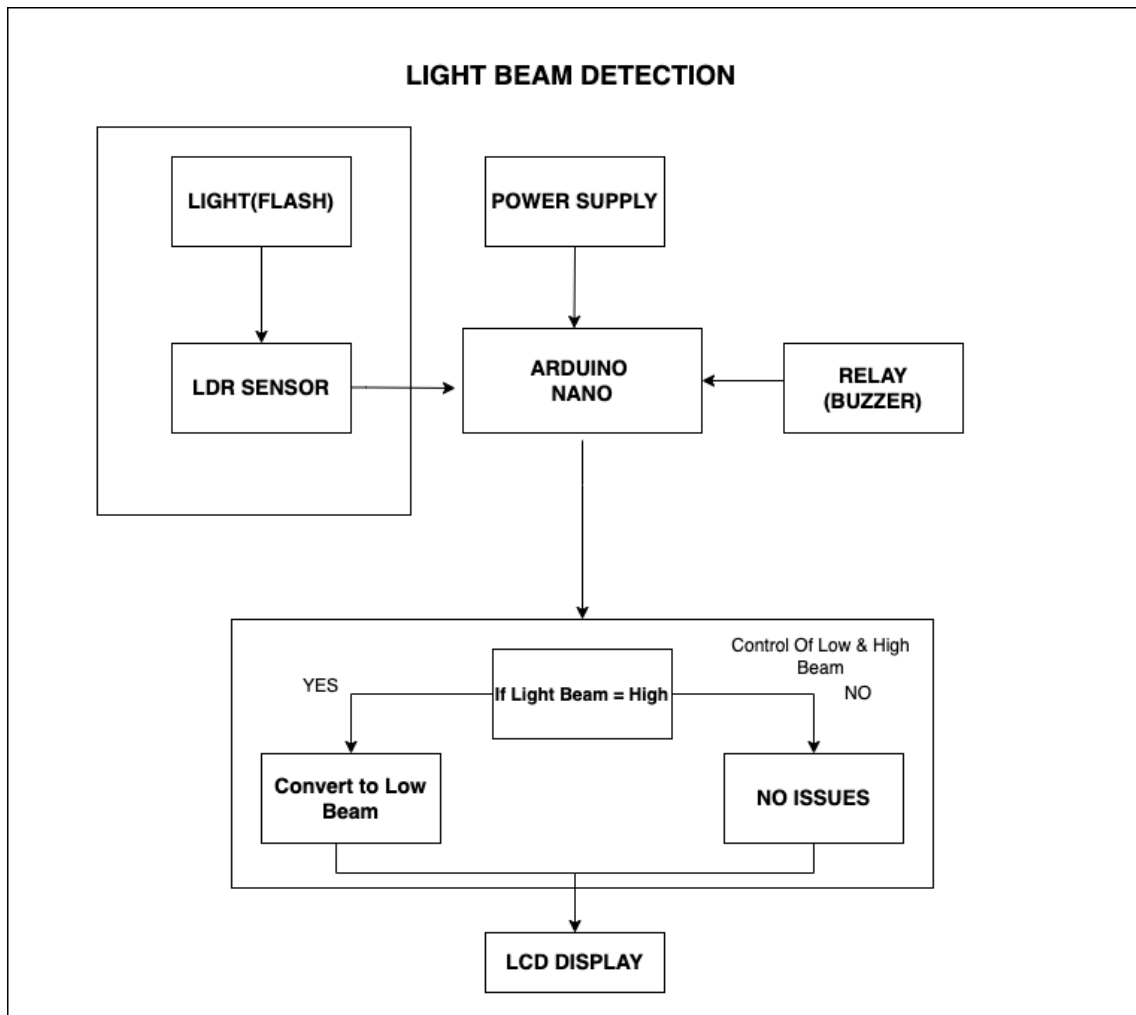 LIGHT BEAM DETECTION
LIGHT(FLASH)
POWER SUPPLY
LDR SENSOR
ARDUINO
NANO
RELAY
(BUZZER)
Control Of Low & High
Beam
YES
If Light Beam = High
NO
Convert to Low
Beam
NO ISSUES
LCD DISPLAY